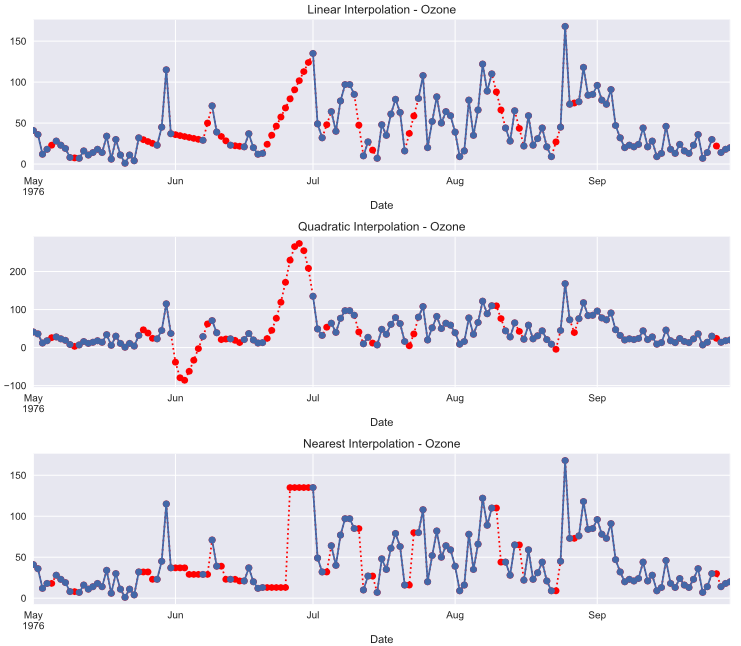 Linear Interpolation - Ozone
150
100
50
0
May Jun Jul Aug Sep
1976
Date
Quadratic Interpolation - Ozone
200
100
0
−100
May Jun Jul Aug Sep
1976
Date
Nearest Interpolation - Ozone
150
100
50
0
May Jun Jul Aug Sep
1976
Date